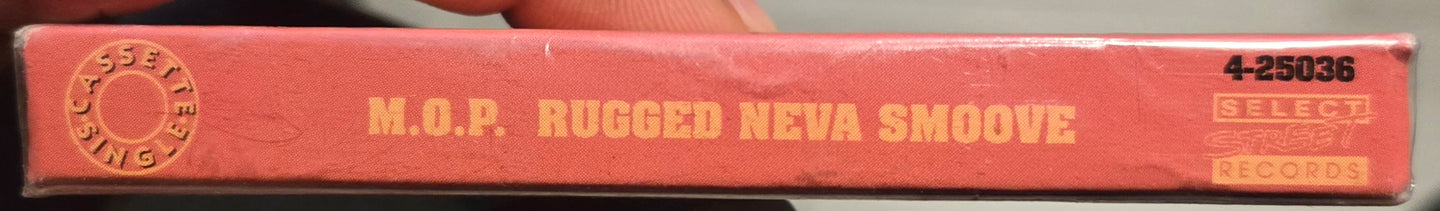 CASSETTE SINGLE
M.O.P. RUGGED NEVA SMOOVE
4-25036
SELECT
STREET
RECORDS